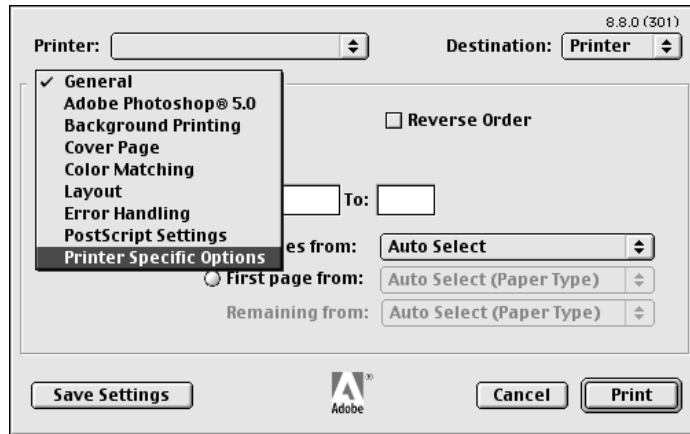 8.8.0 (301)
Printer: Destination: Printer
✓ General
Adobe Photoshop® 5.0
Background Printing
Reverse Order
Cover Page
Color Matching
Layout
To:
Error Handling
PostScript Settings
es from: Auto Select
Printer Specific Options
First page from: Auto Select (Paper Type)
Remaining from: Auto Select (Paper Type)
Save Settings
Adobe
®
Cancel
Print